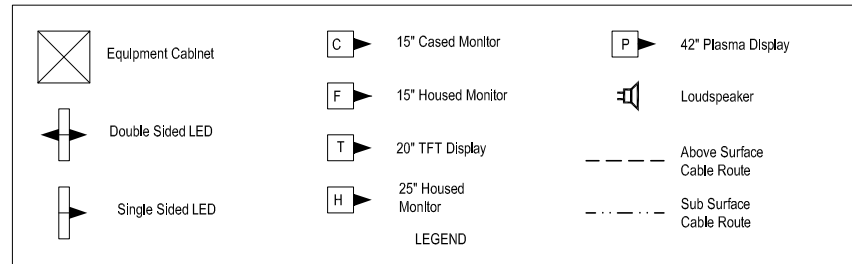 Equipment Cabinet
Double Sided LED
Single Sided LED
C 15" Cased Monitor
F 15" Housed Monitor
T 20" TFT Display
H 25" Housed
Monitor
LEGEND
P 42" Plasma Display
Loudspeaker
Above Surface
Cable Route
Sub Surface
Cable Route